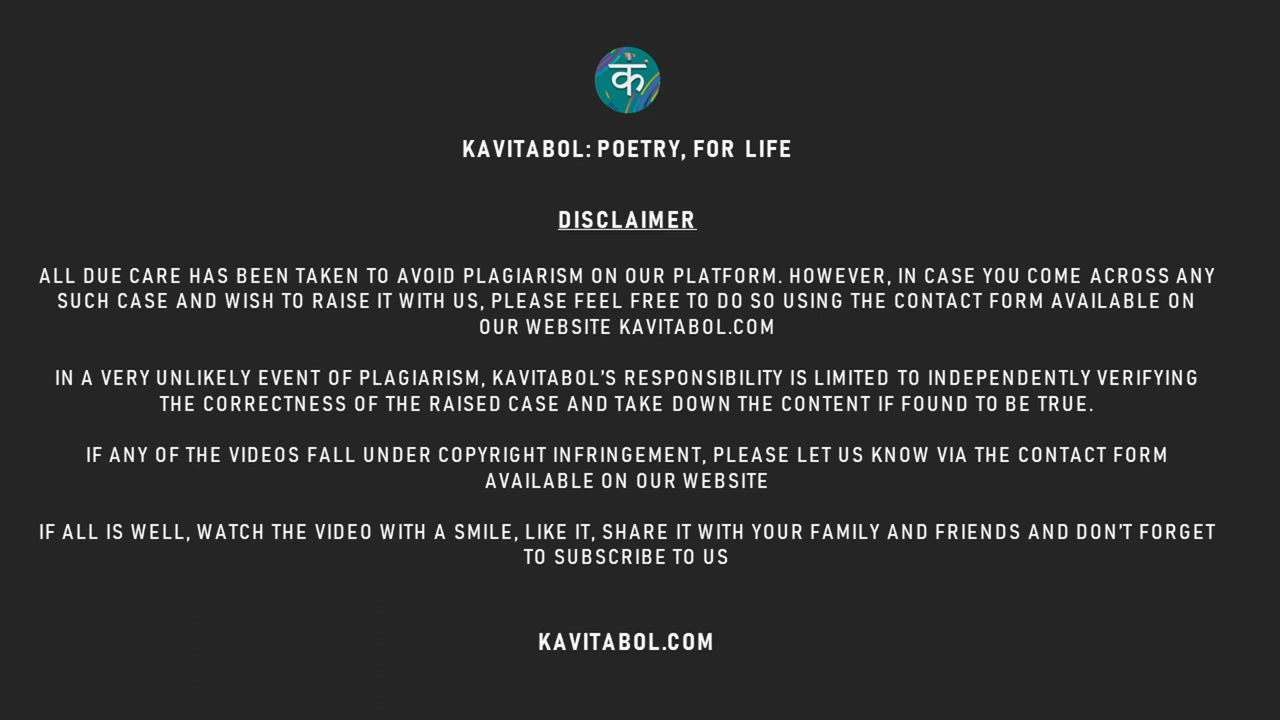 कं
KAVITABOL: POETRY, FOR LIFE
DISCLAIMER
ALL DUE CARE HAS BEEN TAKEN TO AVOID PLAGIARISM ON OUR PLATFORM. HOWEVER, IN CASE YOU COME ACROSS ANY
SUCH CASE AND WISH TO RAISE IT WITH US, PLEASE FEEL FREE TO DO SO USING THE CONTACT FORM AVAILABLE ON
OUR WEBSITE KAVITABOL.COM
IN A VERY UNLIKELY EVENT OF PLAGIARISM, KAVITABOL’S RESPONSIBILITY IS LIMITED TO INDEPENDENTLY VERIFYING
THE CORRECTNESS OF THE RAISED CASE AND TAKE DOWN THE CONTENT IF FOUND TO BE TRUE.
IF ANY OF THE VIDEOS FALL UNDER COPYRIGHT INFRINGEMENT, PLEASE LET US KNOW VIA THE CONTACT FORM
AVAILABLE ON OUR WEBSITE
IF ALL IS WELL, WATCH THE VIDEO WITH A SMILE, LIKE IT, SHARE IT WITH YOUR FAMILY AND FRIENDS AND DON’T FORGET
TO SUBSCRIBE TO US
KAVITABOL.COM